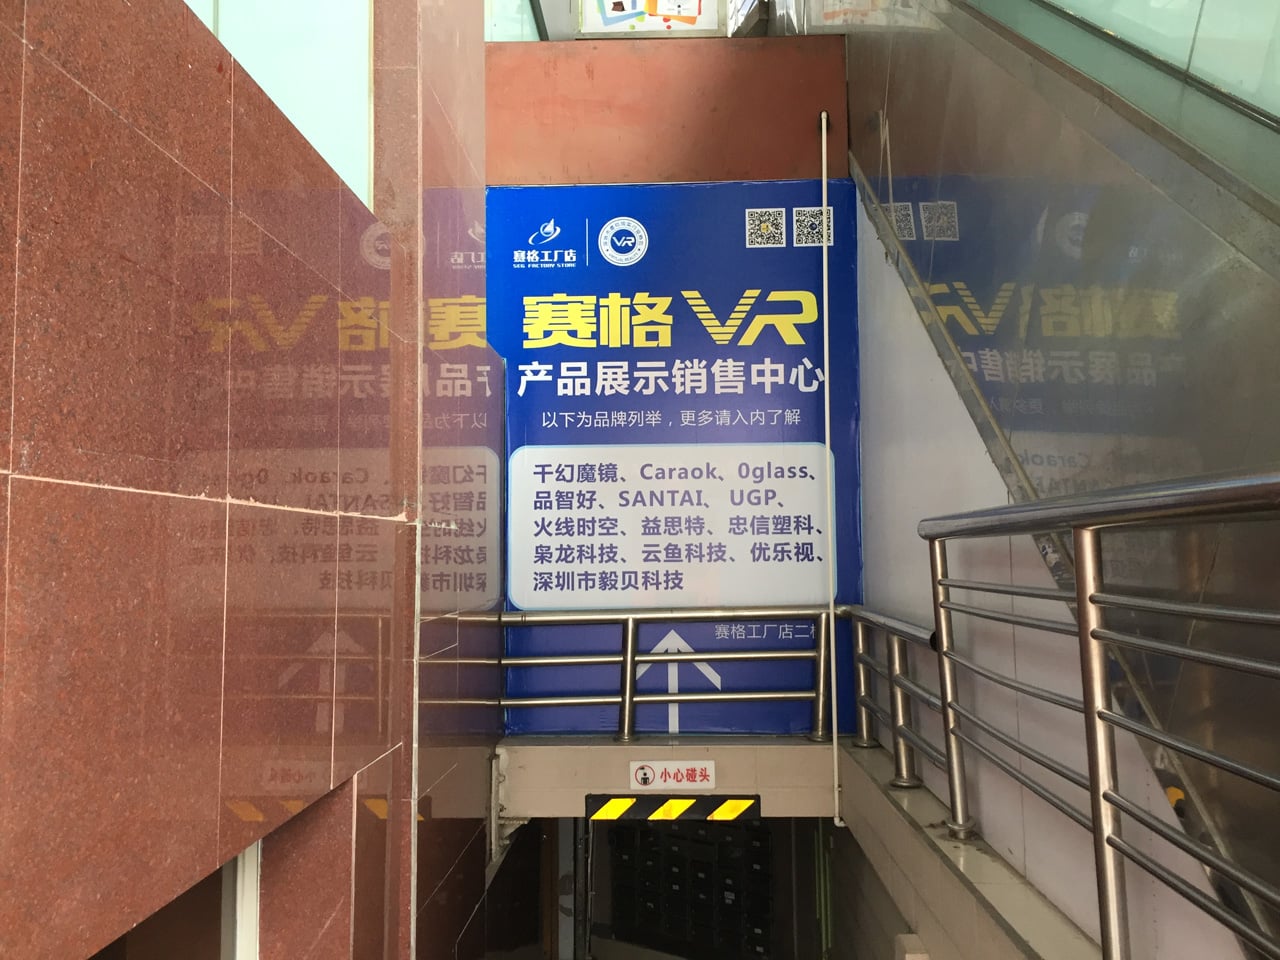 赛格工厂店
SEG FACTORY STORE
VR
赛格VR
产品展示销售中心
以下为品牌列举，更多请入内了解
千幻魔镜、Caraok、0glass、
品智好、SANTAI、UGP、
火线时空、益思特、忠信塑科、
枭龙科技、云鱼科技、优乐视、
深圳市毅贝科技
赛格工厂店二
小心碰头